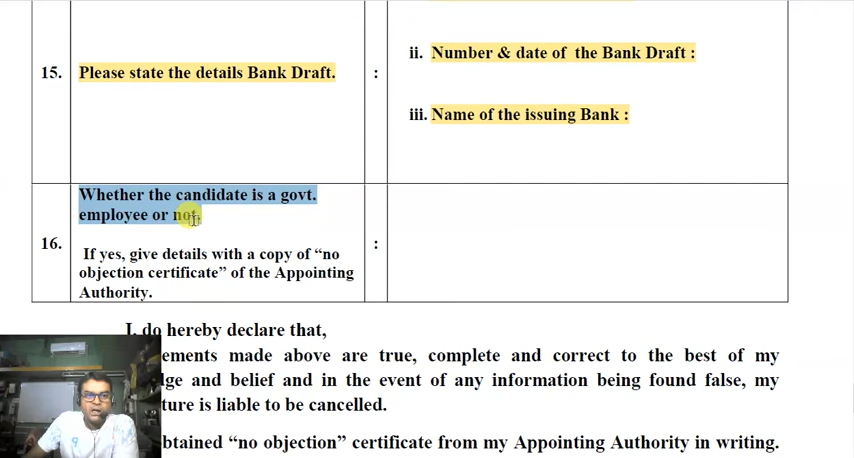 15. Please state the details Bank Draft. :
ii. Number & date of the Bank Draft :
iii. Name of the issuing Bank :
16. Whether the candidate is a govt.
employee or not.
If yes, give details with a copy of “no
objection certificate” of the Appointing
Authority.
:
I, do hereby declare that,
ements made above are true, complete and correct to the best of my
ge and belief and in the event of any information being found false, my
ture is liable to be cancelled.
btained “no objection” certificate from my Appointing Authority in writing.